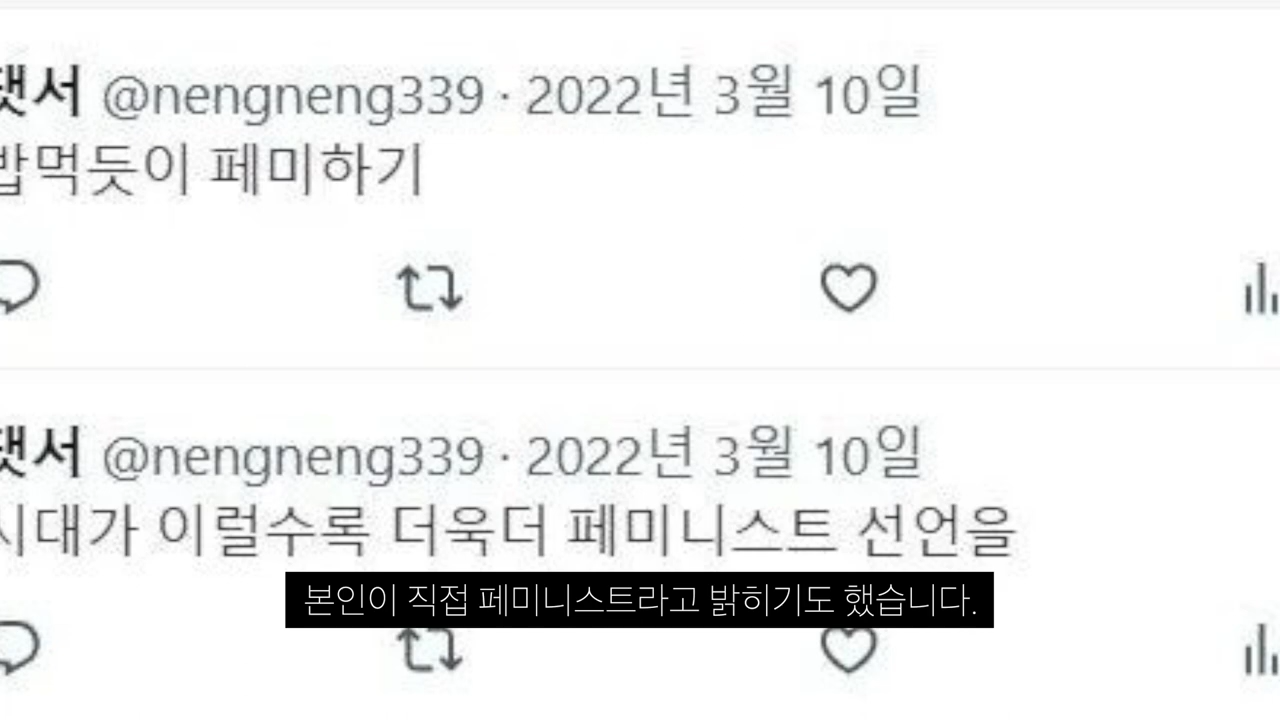 댓서 @nengneng339 · 2022년 3월 10일
밥먹듯이 페미하기
댓서 @nengneng339 · 2022년 3월 10일
시대가 이럴수록 더욱더 페미니스트 선언을
본인이 직접 페미니스트라고 밝히기도 했습니다.